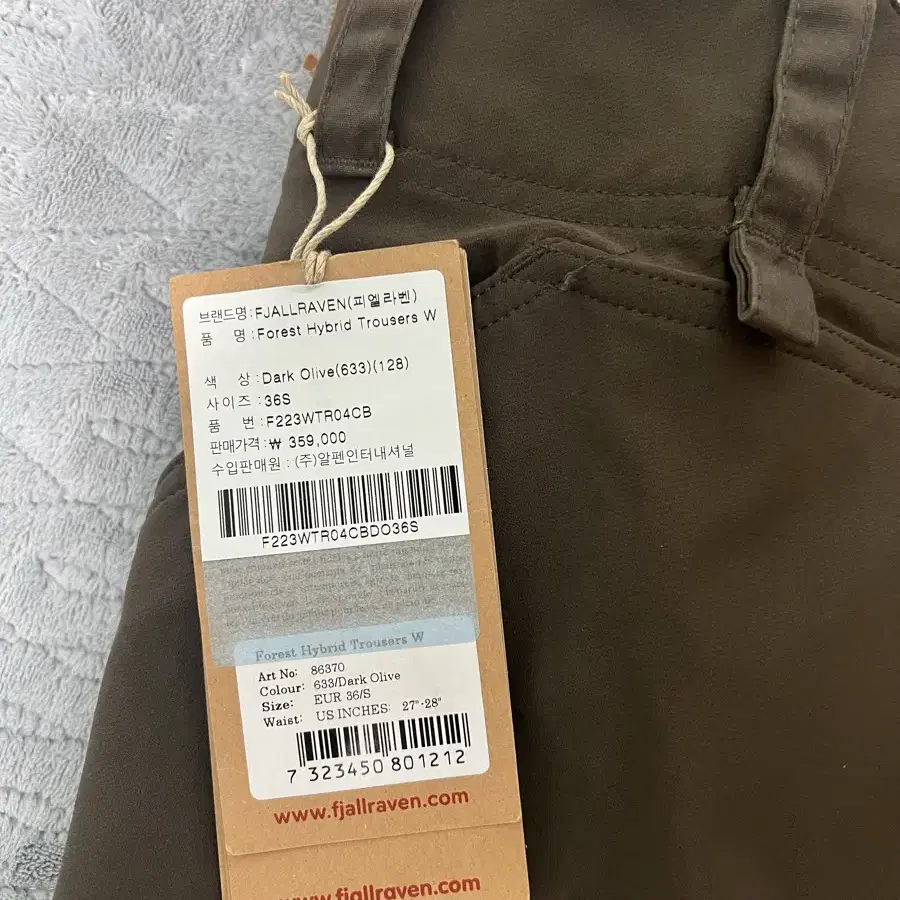 브랜드명 : FJALLRAVEN(피엘라벤)
품 명 : Forest Hybrid Trousers W
색 상 : Dark Olive(633)(128)
사이즈 : 36S
품 번 : F223WTR04CB
판매가격 : ₩ 359,000
수입판매원 : (주)알펜인터내셔널
F223WTR04CBDO36S
Forest Hybrid Trousers W
Art No: 86370
Colour: 633/Dark Olive
Size: EUR 36/S
Waist: US INCHES: 27"-28"
7 323450 801212
www.fjallraven.com
www.fjallraven.com